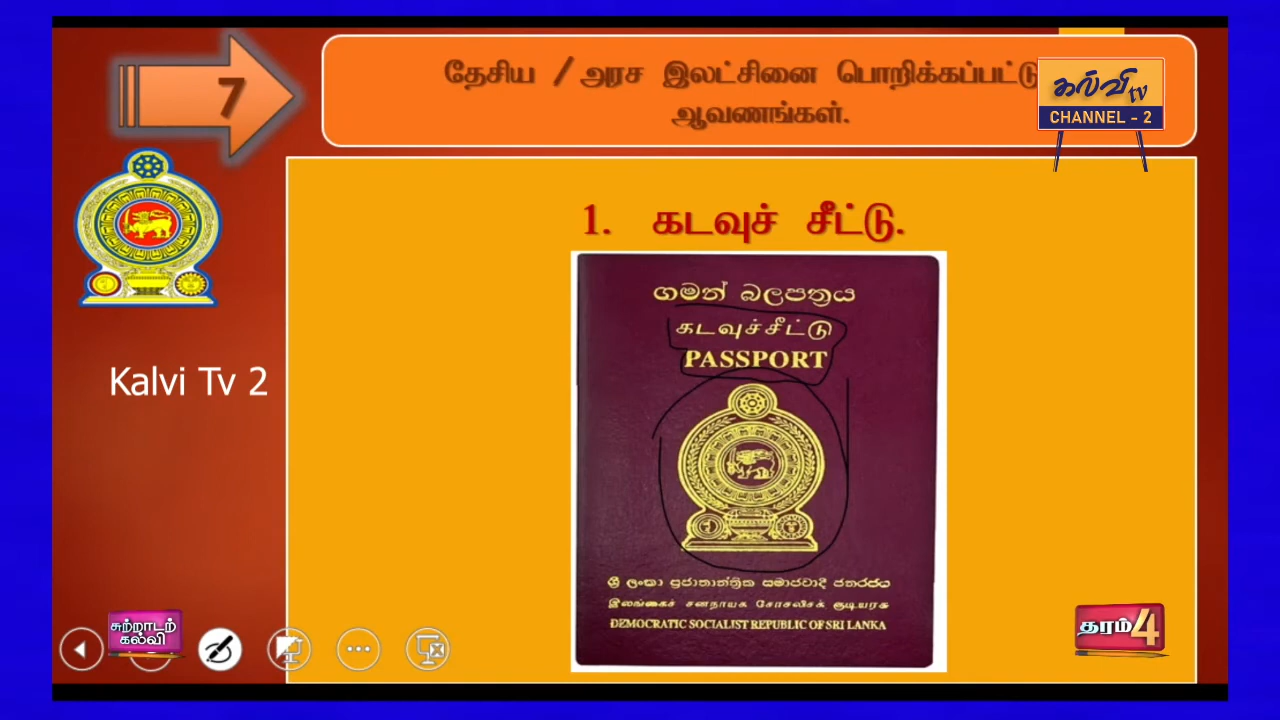 7
தேசிய / அரச இலட்சினை பொறிக்கப்பட்டு
ஆவணங்கள்.
கல்வி tv
CHANNEL - 2
1. கடவுச் சீட்டு.
ගමන් බලපත්‍රය
கடவுச்சீட்டு
PASSPORT
Kalvi Tv 2
ශ්‍රී ලංකා ප්‍රජාතාන්ත්‍රික සමාජවාදී ජනරජය
இலங்கைச் சனநாயக சோசலிசக் குடியரசு
DEMOCRATIC SOCIALIST REPUBLIC OF SRI LANKA
சுற்றாடற்
கல்வி
தரம் 4